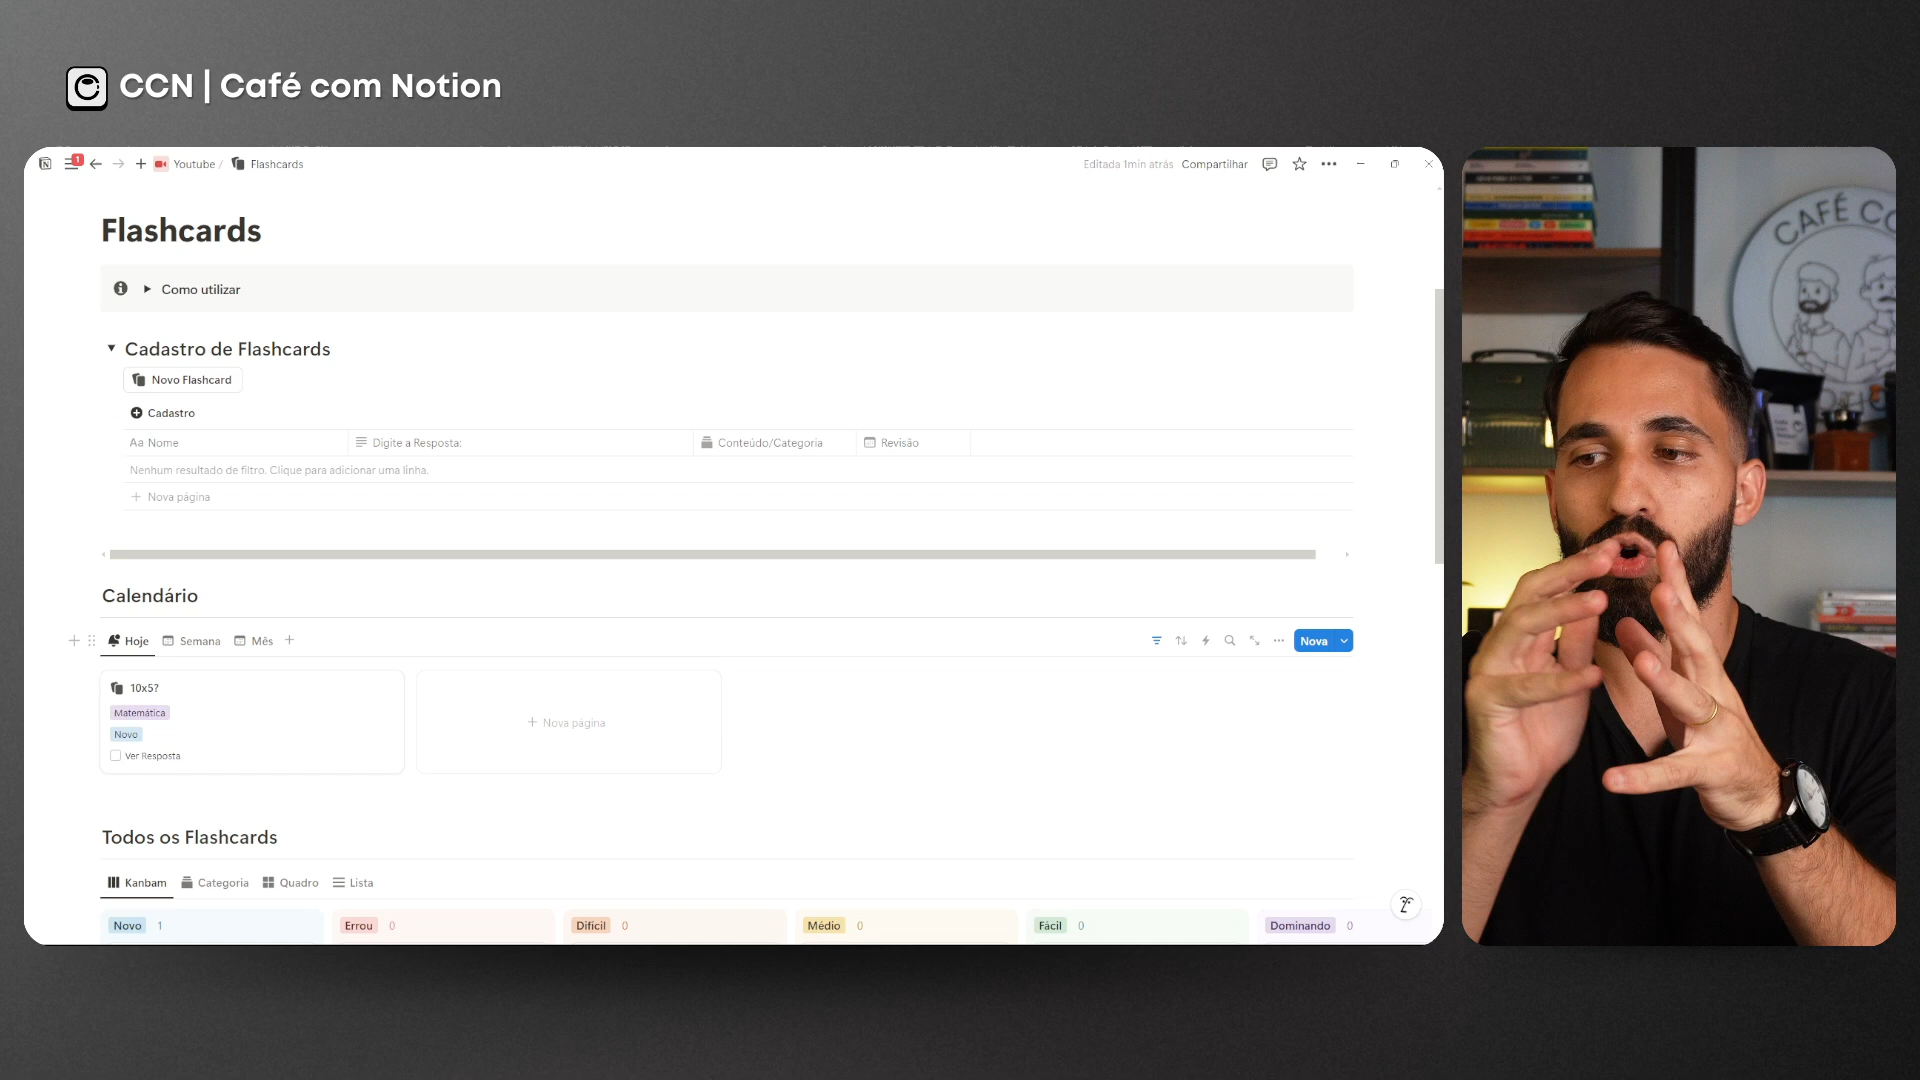 CCN | Café com Notion
1
Youtube / Flashcards
Editada 1min atrás Compartilhar
Flashcards
Como utilizar
Cadastro de Flashcards
Novo Flashcard
Cadastro
Aa Nome Digite a Resposta: Conteúdo/Categoria Revisão
Nenhum resultado de filtro. Clique para adicionar uma linha.
+ Nova página
Calendário
Hoje Semana Mês +
Nova
10x5?
Matemática
Novo
Ver Resposta
+ Nova página
Todos os Flashcards
Kanbam Categoria Quadro Lista
Novo 1 Errou 0 Difícil 0 Médio 0 Fácil 0 Dominando 0
CAFÉ CO